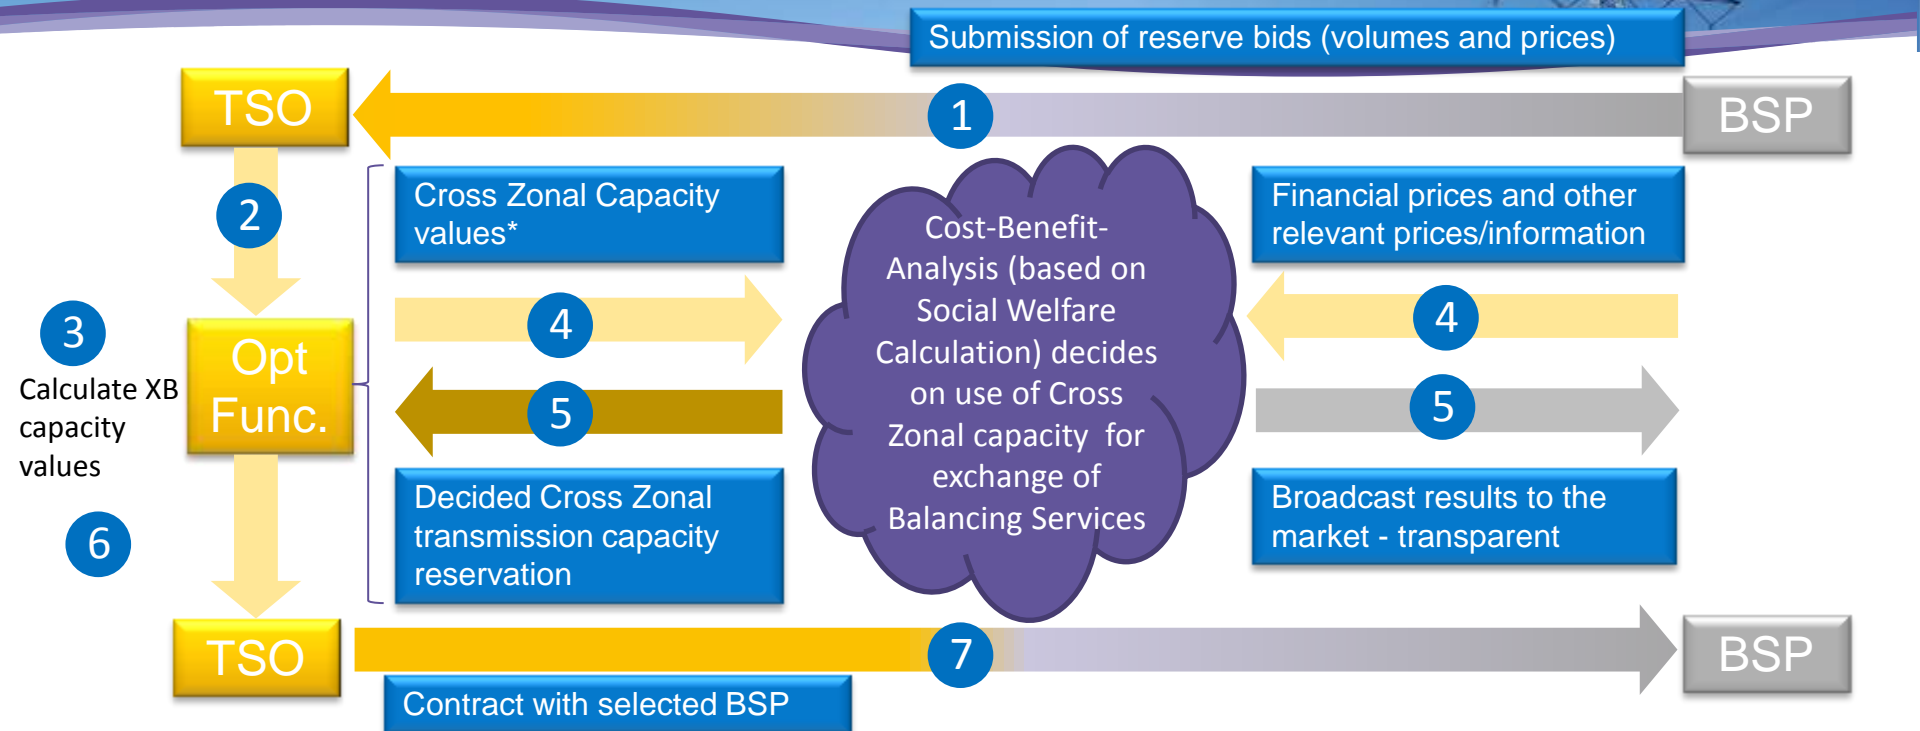 Submission of reserve bids (volumes and prices)
TSO
1
BSP
2
Cross Zonal Capacity
values*
Cost-Benefit-
Analysis (based on
Social Welfare
Calculation) decides
on use of Cross
Zonal capacity for
exchange of
Balancing Services
Financial prices and other
relevant prices/information
3
Calculate XB
capacity
values
Opt
Func.
4
4
5
5
Decided Cross Zonal
transmission capacity
reservation
Broadcast results to the
market - transparent
6
TSO
7
BSP
Contract with selected BSP